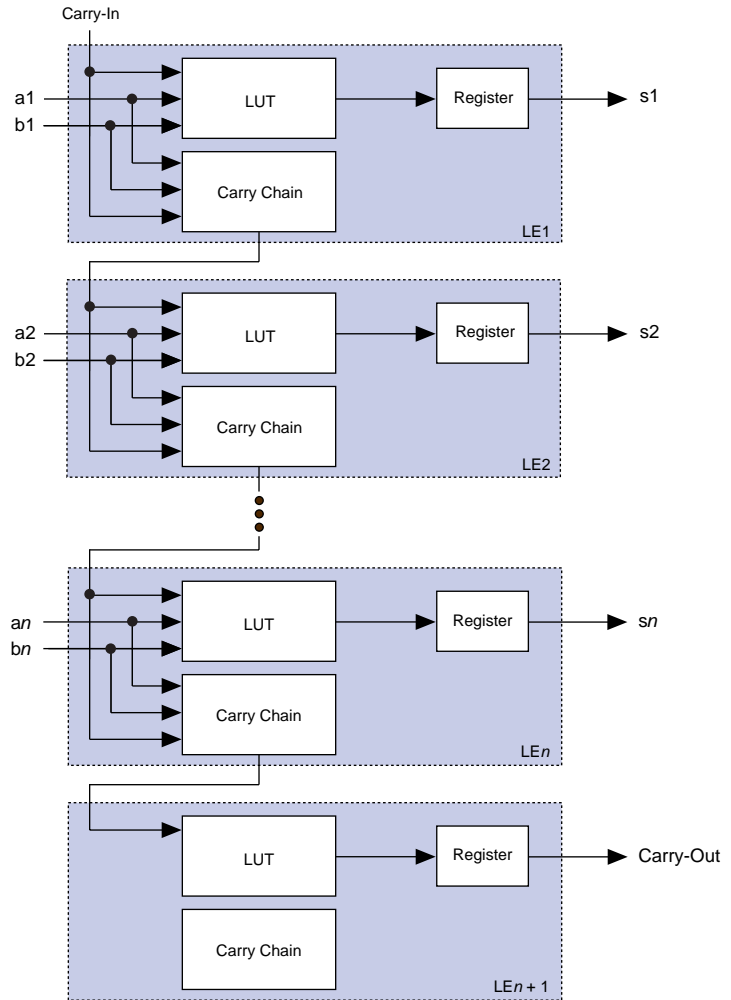 Carry-In
a1
b1
LUT
Register
s1
Carry Chain
LE1
a2
b2
LUT
Register
s2
Carry Chain
LE2
an
bn
LUT
Register
sn
Carry Chain
LEn
LUT
Register
Carry-Out
Carry Chain
LEn + 1